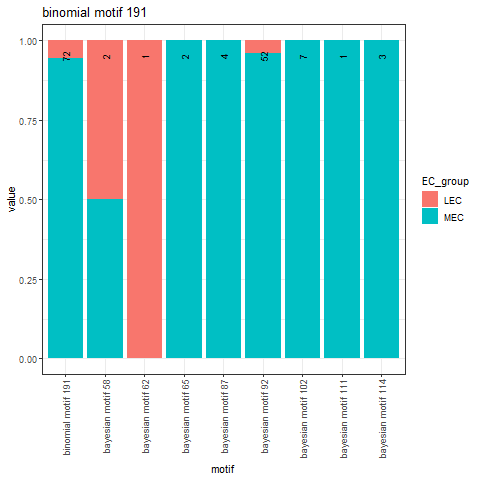 binomial motif 191
1.00
0.75
0.50
0.25
0.00
value
72
2
1
2
4
52
7
1
3
binomial motif 191
bayesian motif 58
bayesian motif 62
bayesian motif 65
bayesian motif 87
bayesian motif 92
bayesian motif 102
bayesian motif 111
bayesian motif 114
motif
EC_group
LEC
MEC